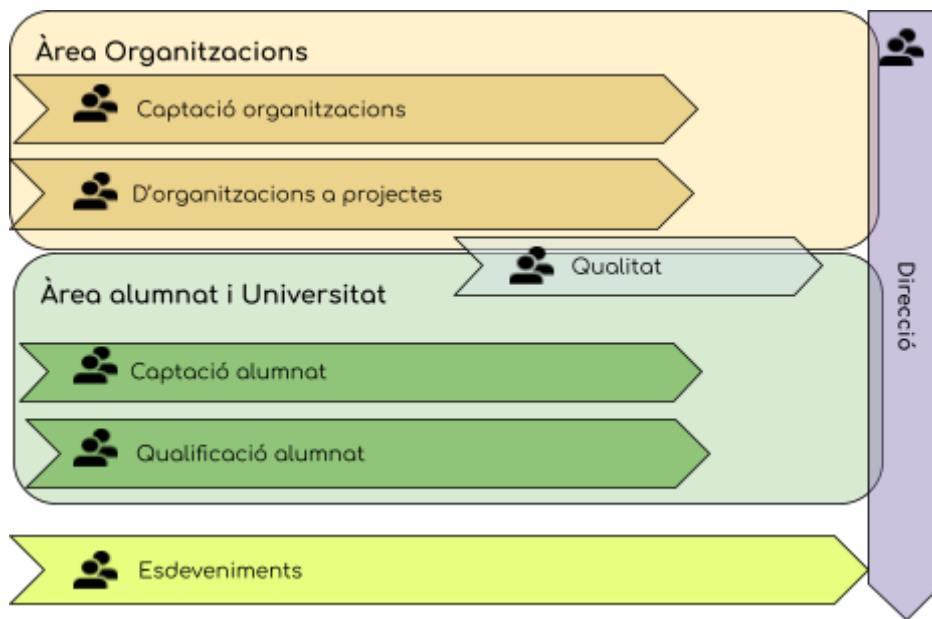 Àrea Organitzacions
Captació organitzacions
D'organitzacions a projectes
Qualitat
Àrea alumnat i Universitat
Captació alumnat
Qualificació alumnat
Esdeveniments
Direcció